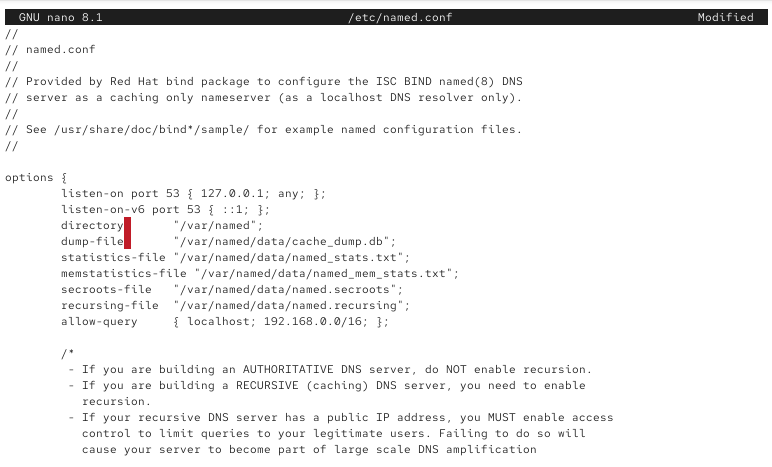 GNU nano 8.1 /etc/named.conf Modified
//
// named.conf
//
// Provided by Red Hat bind package to configure the ISC BIND named(8) DNS
// server as a caching only nameserver (as a localhost DNS resolver only).
//
// See /usr/share/doc/bind*/sample/ for example named configuration files.
//
options {
listen-on port 53 { 127.0.0.1; any; };
listen-on-v6 port 53 { ::1; };
directory "/var/named";
dump-file "/var/named/data/cache_dump.db";
statistics-file "/var/named/data/named_stats.txt";
memstatistics-file "/var/named/data/named_mem_stats.txt";
secroots-file "/var/named/data/named.secroots";
recursing-file "/var/named/data/named.recursing";
allow-query { localhost; 192.168.0.0/16; };
/*
- If you are building an AUTHORITATIVE DNS server, do NOT enable recursion.
- If you are building a RECURSIVE (caching) DNS server, you need to enable
recursion.
- If your recursive DNS server has a public IP address, you MUST enable access
control to limit queries to your legitimate users. Failing to do so will
cause your server to become part of large scale DNS amplification